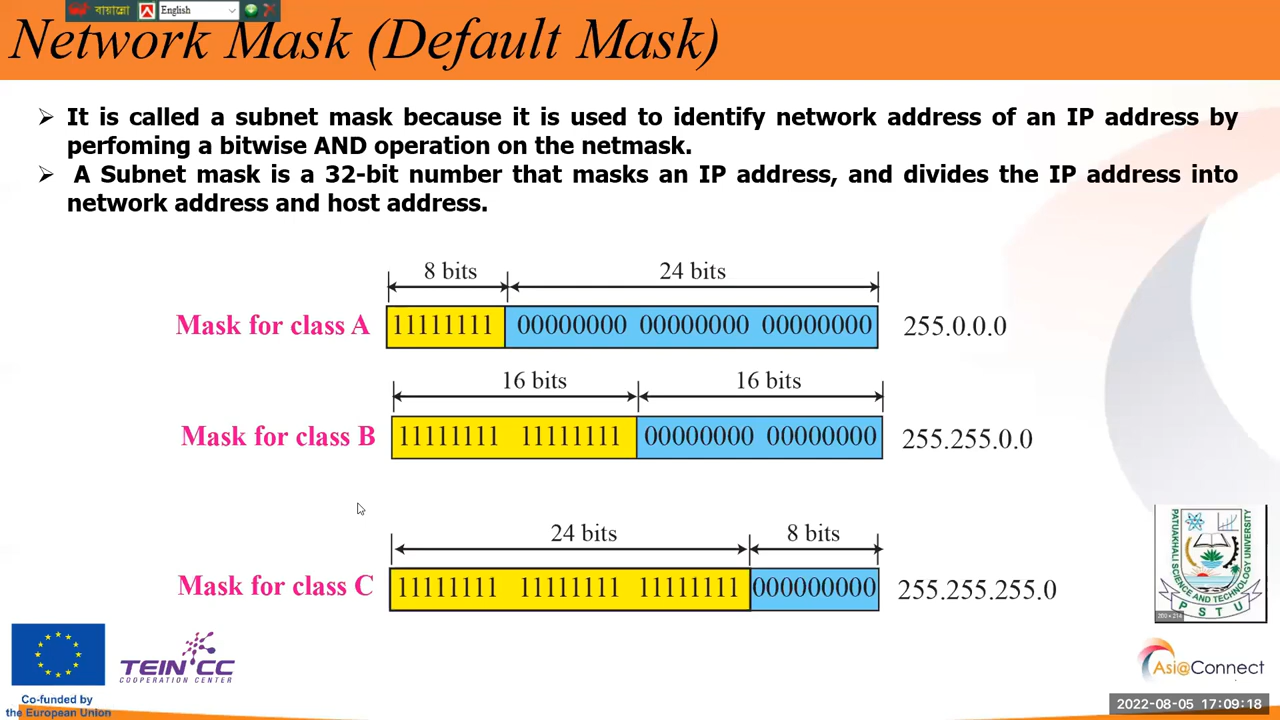 বায়ান্নো English
Network Mask (Default Mask)
It is called a subnet mask because it is used to identify network address of an IP address by
perfoming a bitwise AND operation on the netmask.
A Subnet mask is a 32-bit number that masks an IP address, and divides the IP address into
network address and host address.
8 bits 24 bits
Mask for class A 11111111 00000000 00000000 00000000 255.0.0.0
16 bits 16 bits
Mask for class B 11111111 11111111 00000000 00000000 255.255.0.0
24 bits 8 bits
Mask for class C 11111111 11111111 11111111 000000000 255.255.255.0
PATUAKHALI SCIENCE AND TECHNOLOGY UNIVERSITY
PSTU
TEIN*CC
COOPERATION CENTER
Asi@Connect
Co-funded by
the European Union
2022-08-05 17:09:18